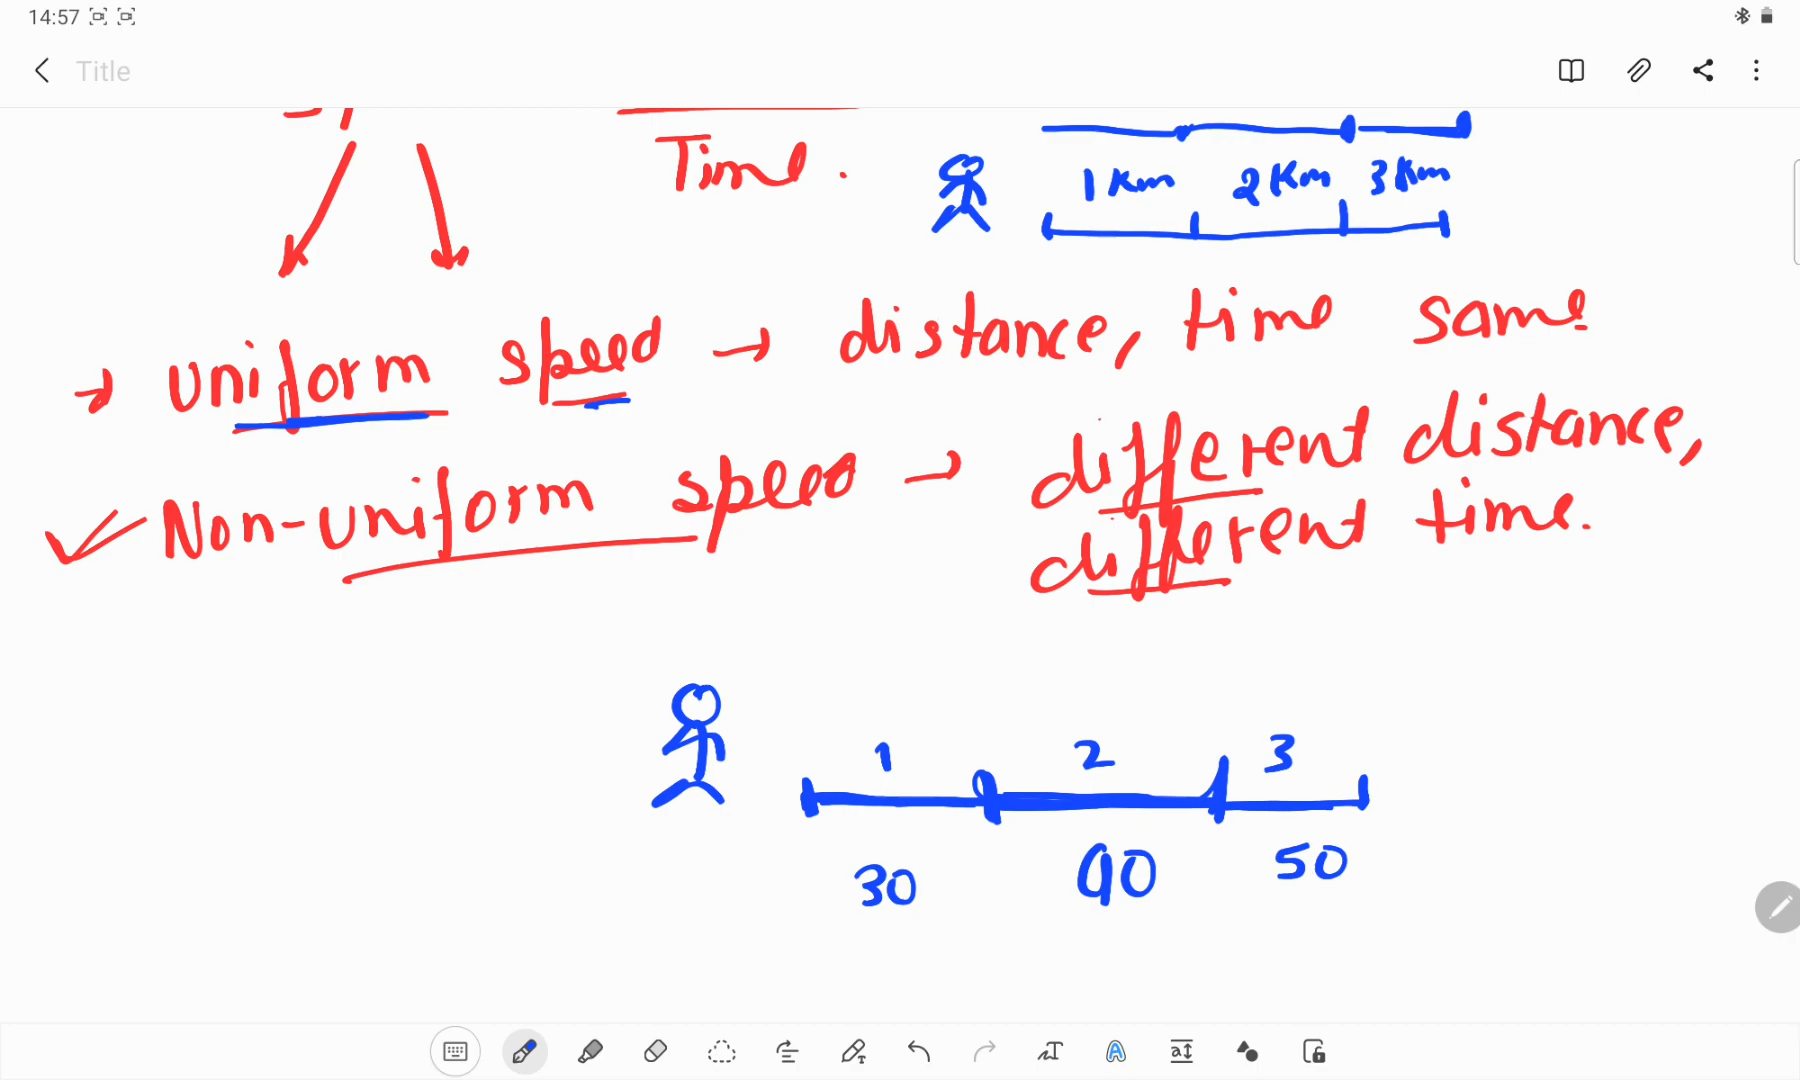 14:57
Title
Time.
1 Km 2 Km 3 Km
→ uniform speed → distance, time same
Non-uniform speed → different distance,
different time.
1 2 3
30 40 50